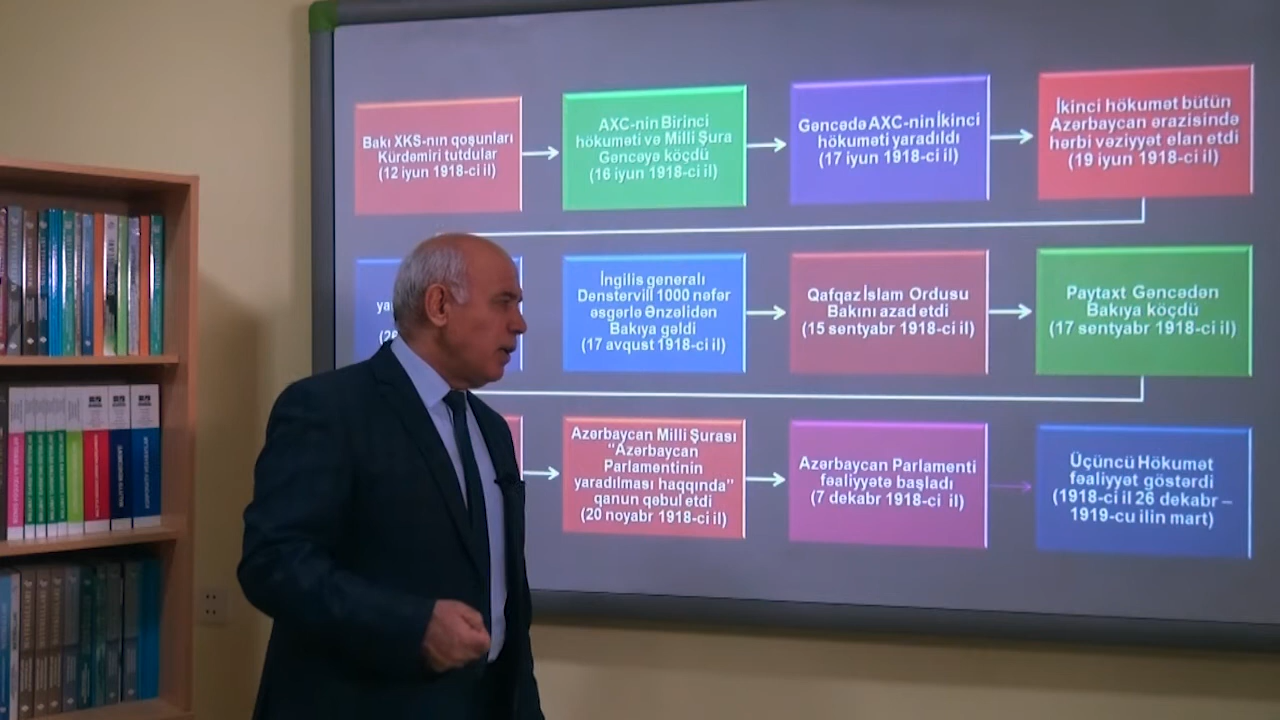 Bakı XKS-nın qoşunları
Kürdəmiri tutdular
(12 iyun 1918-ci il)
AXC-nin Birinci
hökuməti və Milli Şura
Gəncəyə köçdü
(16 iyun 1918-ci il)
Gəncədə AXC-nin İkinci
hökuməti yaradıldı
(17 iyun 1918-ci il)
İkinci hökumət bütün
Azərbaycan ərazisində
hərbi vəziyyət elan etdi
(19 iyun 1918-ci il)
İngilis generalı
Denstervill 1000 nəfər
əsgərlə Ənzəlidən
Bakıya gəldi
(17 avqust 1918-ci il)
Qafqaz İslam Ordusu
Bakını azad etdi
(15 sentyabr 1918-ci il)
Paytaxt Gəncədən
Bakıya köçdü
(17 sentyabr 1918-ci il)
Azərbaycan Milli Şurası
"Azərbaycan
Parlamentinin
yaradılması haqqında"
qanun qəbul etdi
(20 noyabr 1918-ci il)
Azərbaycan Parlamenti
fəaliyyətə başladı
(7 dekabr 1918-ci il)
Üçüncü Hökumət
fəaliyyət göstərdi
(1918-ci il 26 dekabr –
1919-cu ilin mart)